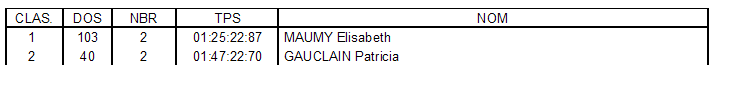 CLAS. DOS NBR TPS NOM
1 103 2 01:25:22:87 MAUMY Elisabeth
2 40 2 01:47:22:70 GAUCLAIN Patricia